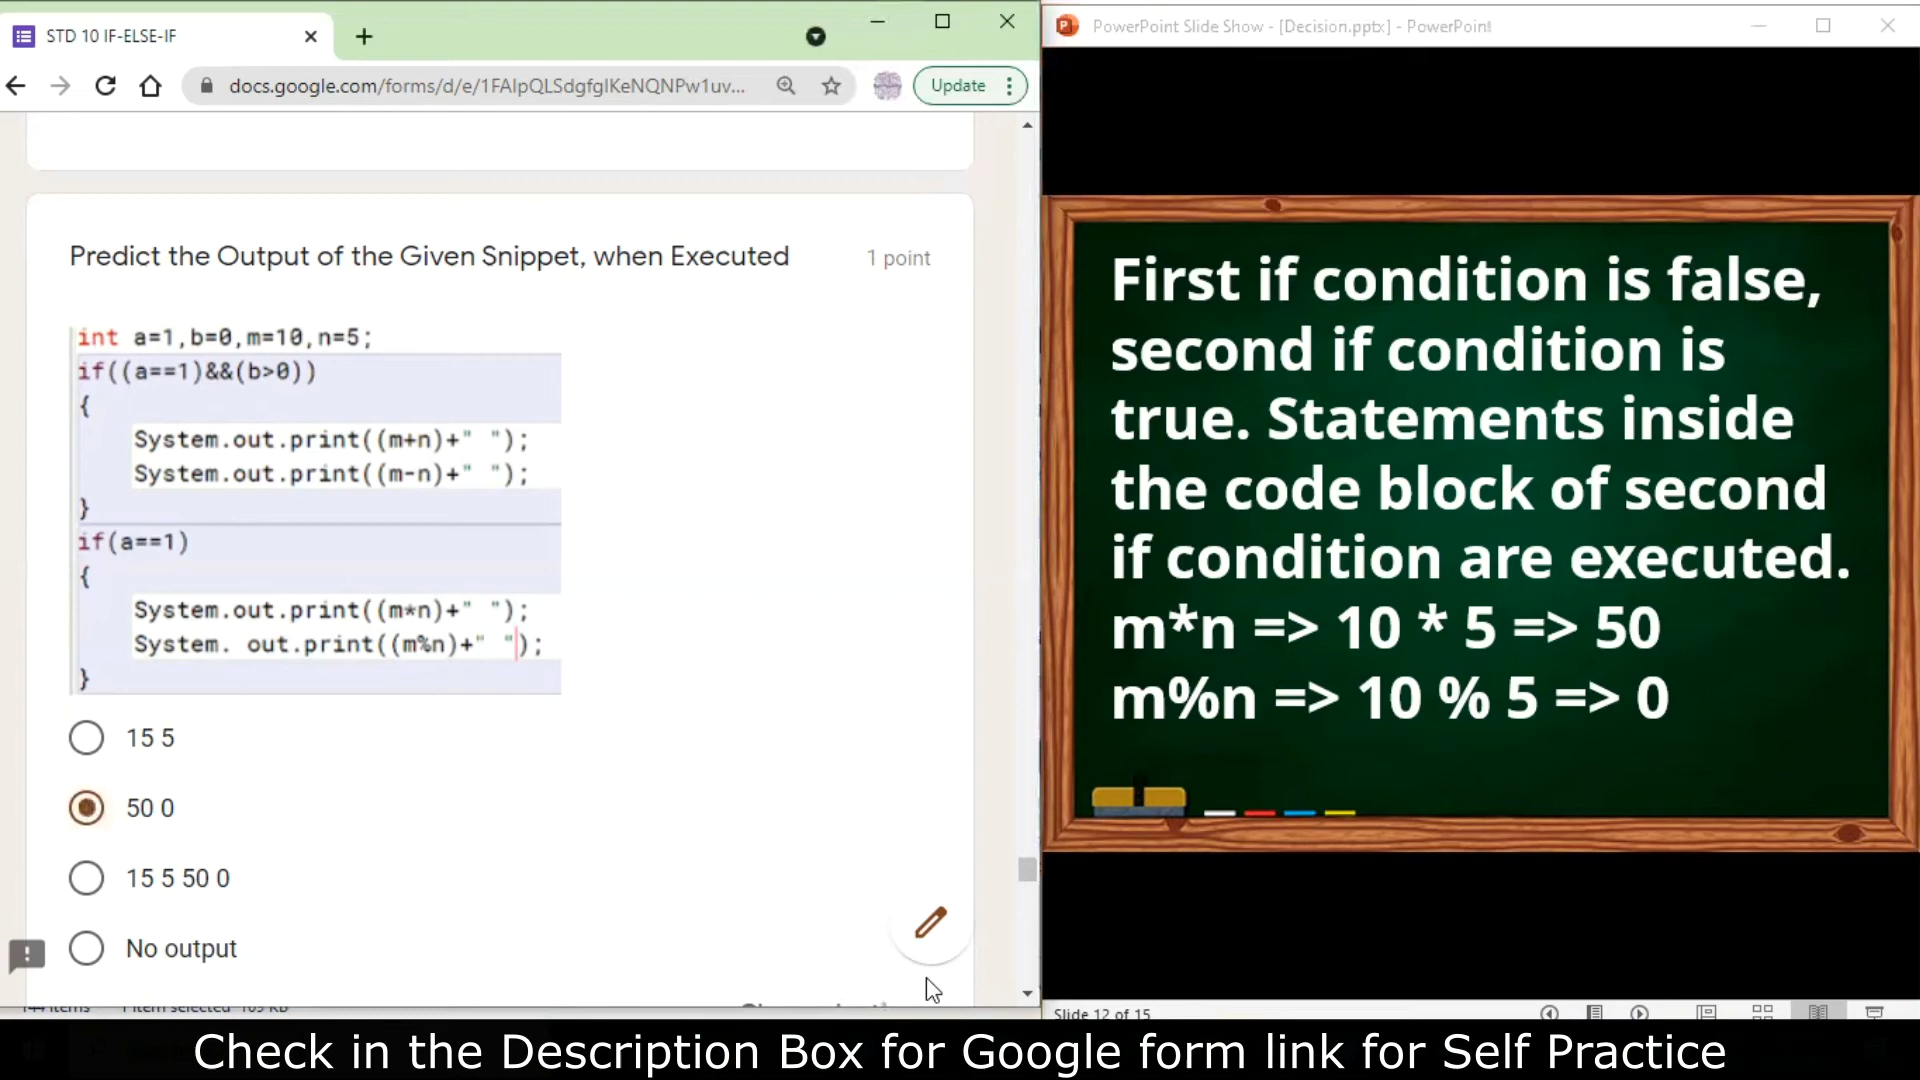 STD 10 IF-ELSE-IF
docs.google.com/forms/d/e/1FAIpQLSdgfglKeNQNPw1uv...
Update
Predict the Output of the Given Snippet, when Executed
1 point
int a=1,b=0,m=10,n=5;
if((a==1)&&(b>0))
{
System.out.print((m+n)+" ");
System.out.print((m-n)+" ");
}
if(a==1)
{
System.out.print((m*n)+" ");
System. out.print((m%n)+" ");
}
15 5
50 0
15 5 50 0
No output
PowerPoint Slide Show - [Decision.pptx] - PowerPoint
First if condition is false,
second if condition is
true. Statements inside
the code block of second
if condition are executed.
m*n => 10 * 5 => 50
m%n => 10 % 5 => 0
Slide 12 of 15
Check in the Description Box for Google form link for Self Practice